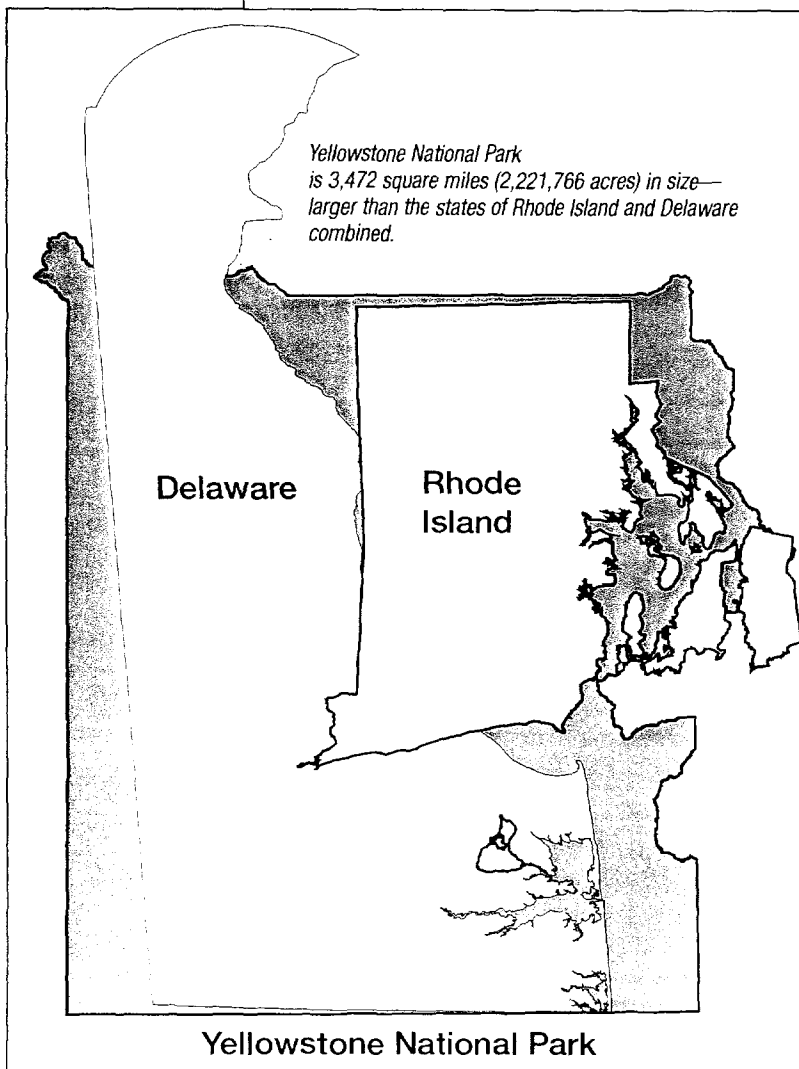 Yellowstone National Park
is 3,472 square miles (2,221,766 acres) in size—
larger than the states of Rhode Island and Delaware
combined.
Delaware
Rhode
Island
Yellowstone National Park